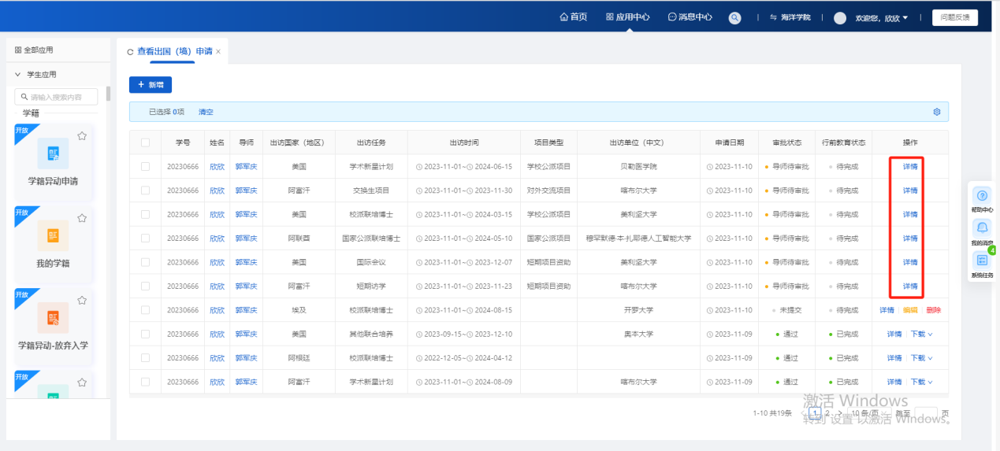 首页 应用中心 消息中心 海洋学院 欢迎您，欣欣 问题反馈
全部应用
学生应用
请输入搜索内容
学籍
开放
学籍异动申请
开放
我的学籍
开放
学籍异动-放弃入学
开放
查看出国（境）申请 ×
+ 新增
已选择 0项 清空
学号 姓名 导师 出访国家（地区） 出访任务 出访时间 项目类型 出访单位（中文） 申请日期 审批状态 行前教育状态 操作
20230666 欣欣 郭军庆 美国 学术新星计划 2023-11-01~2024-06-15 学校公派项目 贝勒医学院 2023-11-10 导师待审批 待完成 详情
20230666 欣欣 郭军庆 阿富汗 交换生项目 2023-11-01~2023-11-30 对外交流项目 喀布尔大学 2023-11-10 导师待审批 待完成 详情
20230666 欣欣 郭军庆 美国 校派联培博士 2023-11-01~2024-03-15 学校公派项目 美利坚大学 2023-11-10 导师待审批 待完成 详情
20230666 欣欣 郭军庆 阿联酋 国家公派联培博士 2023-11-01~2024-05-10 国家公派项目 穆罕默德·本·扎耶德人工智能大学 2023-11-10 导师待审批 待完成 详情
20230666 欣欣 郭军庆 美国 国际会议 2023-11-01~2023-12-07 短期项目资助 美利坚大学 2023-11-10 导师待审批 待完成 详情
20230666 欣欣 郭军庆 阿富汗 短期访学 2023-11-01~2023-11-23 短期项目资助 喀布尔大学 2023-11-10 导师待审批 待完成 详情
20230666 欣欣 郭军庆 埃及 校派联培博士 2023-11-01~2024-08-15 开罗大学 2023-11-10 未提交 待完成 详情 编辑 删除
20230666 欣欣 郭军庆 美国 其他联合培养 2023-09-15~2023-12-10 奥本大学 2023-11-09 通过 已完成 详情 下载
20230666 欣欣 郭军庆 阿根廷 校派联培博士 2022-12-05~2024-04-12 2023-11-09 通过 已完成 详情 下载
20230666 欣欣 郭军庆 阿富汗 学术新星计划 2023-11-01~2024-08-09 喀布尔大学 2023-11-09 通过 已完成 详情 下载
1-10 共19条 < 1 2 > 10 条/页 跳至 页
激活 Windows
转到"设置"以激活 Windows。
帮助中心
我的消息
4
系统任务